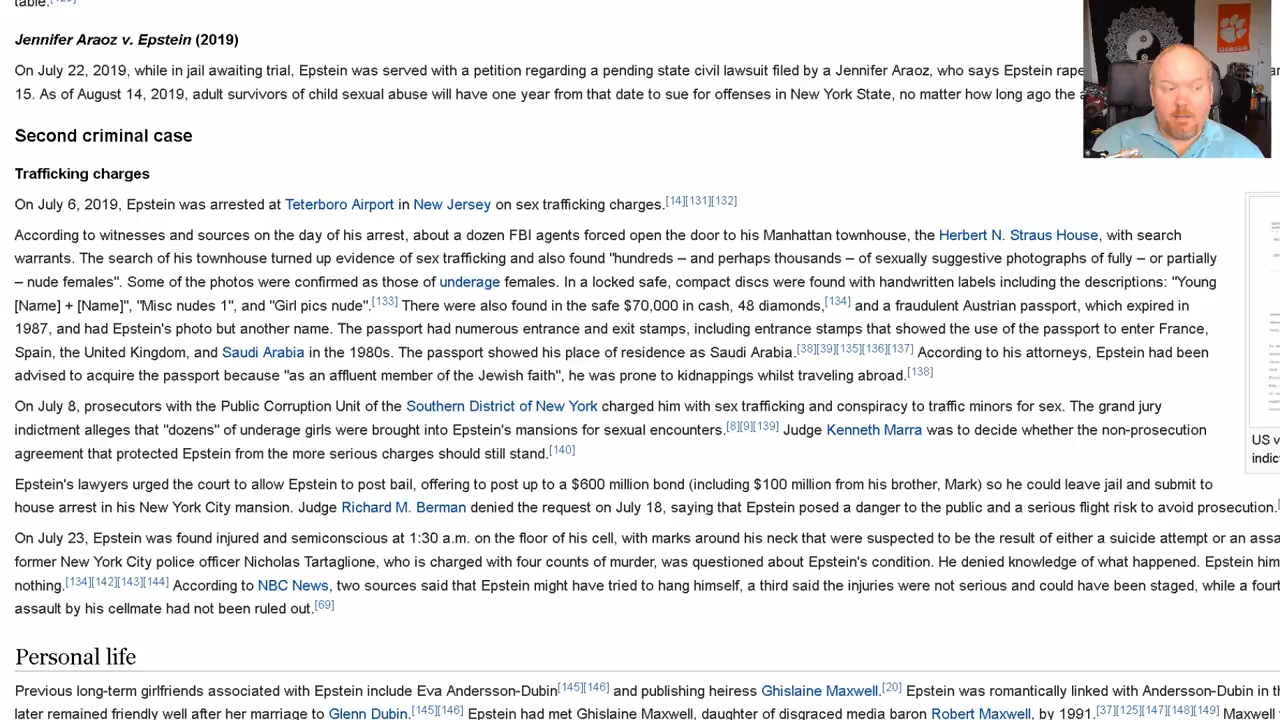 table.[129]
Jennifer Araoz v. Epstein (2019)
On July 22, 2019, while in jail awaiting trial, Epstein was served with a petition regarding a pending state civil lawsuit filed by a Jennifer Araoz, who says Epstein rape
15. As of August 14, 2019, adult survivors of child sexual abuse will have one year from that date to sue for offenses in New York State, no matter how long ago the a
Second criminal case
Trafficking charges
On July 6, 2019, Epstein was arrested at Teterboro Airport in New Jersey on sex trafficking charges.[14][131][132]
According to witnesses and sources on the day of his arrest, about a dozen FBI agents forced open the door to his Manhattan townhouse, the Herbert N. Straus House, with search
warrants. The search of his townhouse turned up evidence of sex trafficking and also found "hundreds – and perhaps thousands – of sexually suggestive photographs of fully – or partially
– nude females". Some of the photos were confirmed as those of underage females. In a locked safe, compact discs were found with handwritten labels including the descriptions: "Young
[Name] + [Name]", "Misc nudes 1", and "Girl pics nude".[133] There were also found in the safe $70,000 in cash, 48 diamonds,[134] and a fraudulent Austrian passport, which expired in
1987, and had Epstein's photo but another name. The passport had numerous entrance and exit stamps, including entrance stamps that showed the use of the passport to enter France,
Spain, the United Kingdom, and Saudi Arabia in the 1980s. The passport showed his place of residence as Saudi Arabia.[38][39][135][136][137] According to his attorneys, Epstein had been
advised to acquire the passport because "as an affluent member of the Jewish faith", he was prone to kidnappings whilst traveling abroad.[138]
On July 8, prosecutors with the Public Corruption Unit of the Southern District of New York charged him with sex trafficking and conspiracy to traffic minors for sex. The grand jury
indictment alleges that "dozens" of underage girls were brought into Epstein's mansions for sexual encounters.[8][9][139] Judge Kenneth Marra was to decide whether the non-prosecution
agreement that protected Epstein from the more serious charges should still stand.[140]
US v
indic
Epstein's lawyers urged the court to allow Epstein to post bail, offering to post up to a $600 million bond (including $100 million from his brother, Mark) so he could leave jail and submit to
house arrest in his New York City mansion. Judge Richard M. Berman denied the request on July 18, saying that Epstein posed a danger to the public and a serious flight risk to avoid prosecution.[
On July 23, Epstein was found injured and semiconscious at 1:30 a.m. on the floor of his cell, with marks around his neck that were suspected to be the result of either a suicide attempt or an assa
former New York City police officer Nicholas Tartaglione, who is charged with four counts of murder, was questioned about Epstein's condition. He denied knowledge of what happened. Epstein him
nothing.[134][142][143][144] According to NBC News, two sources said that Epstein might have tried to hang himself, a third said the injuries were not serious and could have been staged, while a fourt
assault by his cellmate had not been ruled out.[69]
Personal life
Previous long-term girlfriends associated with Epstein include Eva Andersson-Dubin[145][146] and publishing heiress Ghislaine Maxwell.[20] Epstein was romantically linked with Andersson-Dubin in th
later remained friendly well after her marriage to Glenn Dubin.[145][146] Epstein had met Ghislaine Maxwell, daughter of disgraced media baron Robert Maxwell, by 1991.[37][125][147][148][149] Maxwell